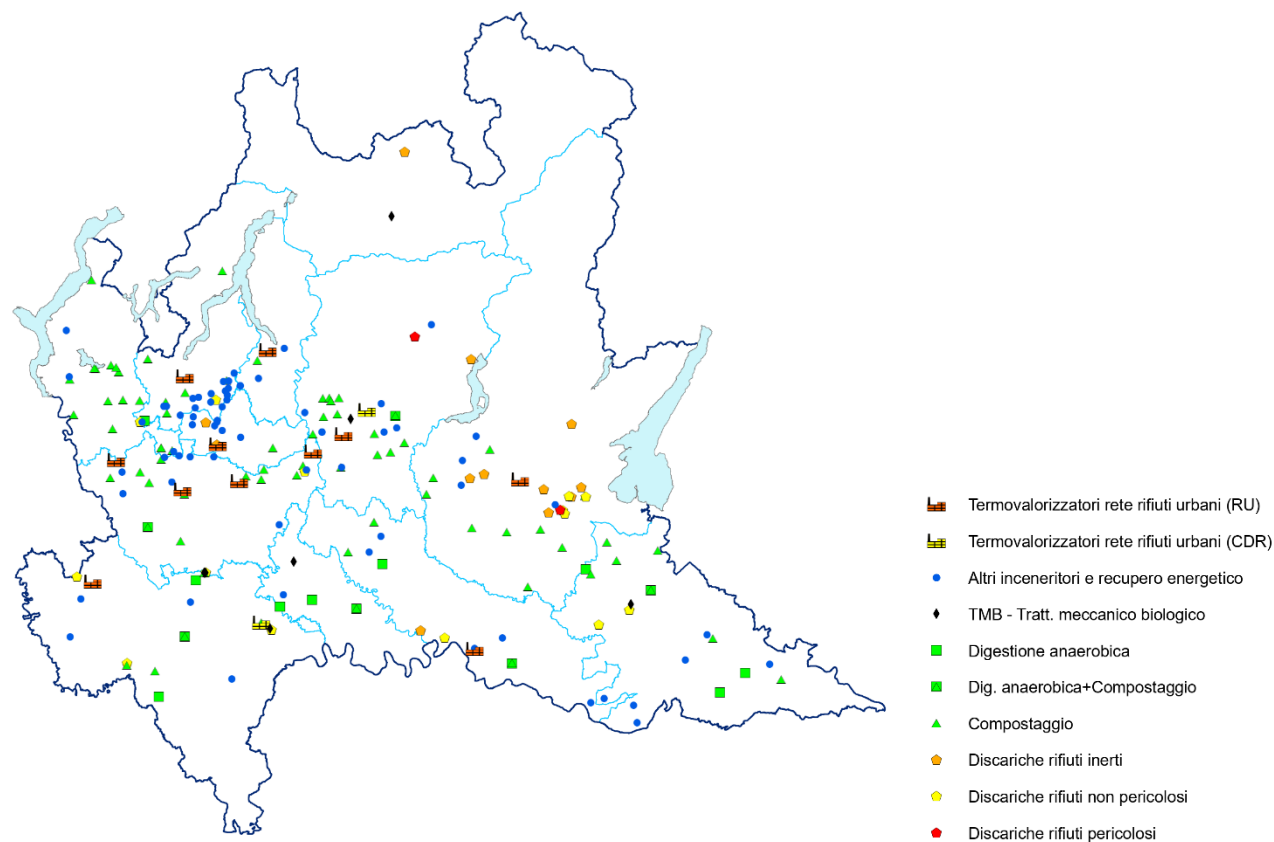 Termovalorizzatori rete rifiuti urbani (RU)
Termovalorizzatori rete rifiuti urbani (CDR)
Altri inceneritori e recupero energetico
TMB - Tratt. meccanico biologico
Digestione anaerobica
Dig. anaerobica+Compostaggio
Compostaggio
Discariche rifiuti inerti
Discariche rifiuti non pericolosi
Discariche rifiuti pericolosi